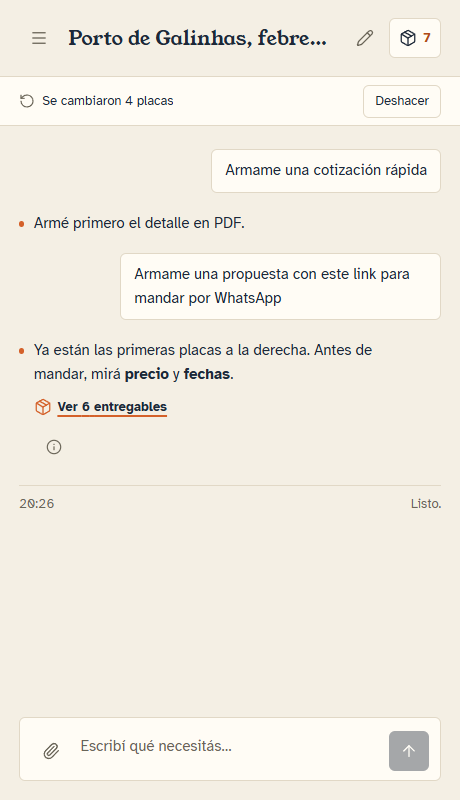 Porto de Galinhas, febre...
7
Se cambiaron 4 placas
Deshacer
Armame una cotización rápida
Armé primero el detalle en PDF.
Armame una propuesta con este link para
mandar por WhatsApp
Ya están las primeras placas a la derecha. Antes de
mandar, mirá precio y fechas.
Ver 6 entregables
20:26
Listo.
Escribí qué necesitás...